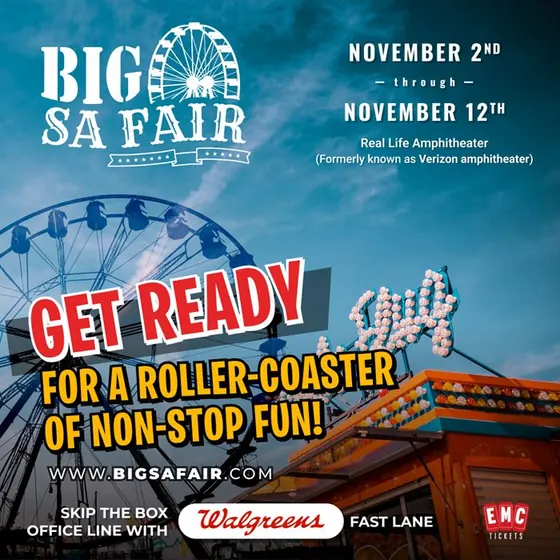 BIG
SA FAIR
NOVEMBER 2ND
— through —
NOVEMBER 12TH
Real Life Amphitheater
(Formerly known as Verizon amphitheater)
GET READY
FOR A ROLLER-COASTER
OF NON-STOP FUN!
WWW.BIGSAFAIR.COM
SKIP THE BOX
OFFICE LINE WITH
Walgreens
FAST LANE
EMC
TICKETS